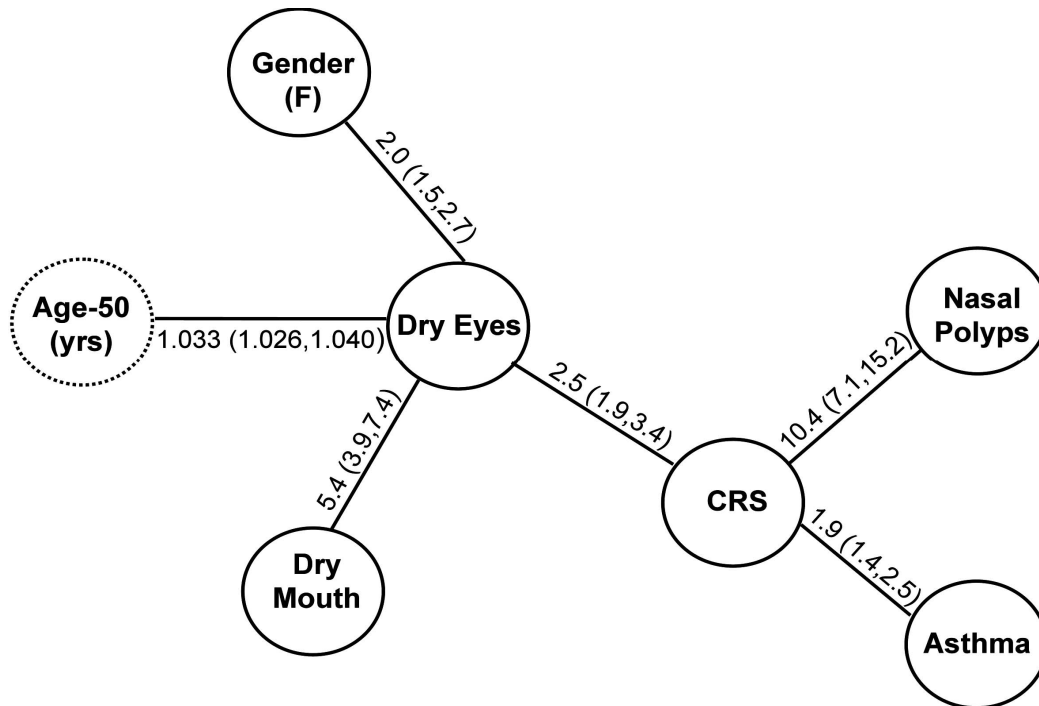 Gender
(F)
2.0 (1.5,2.7)
Age-50
(yrs)
1.033 (1.026,1.040)
Dry Eyes
Nasal
Polyps
2.5 (1.9,3.4)
10.4 (7.1,15.2)
5.4 (3.9,7.4)
CRS
1.9 (1.4,2.5)
Dry
Mouth
Asthma